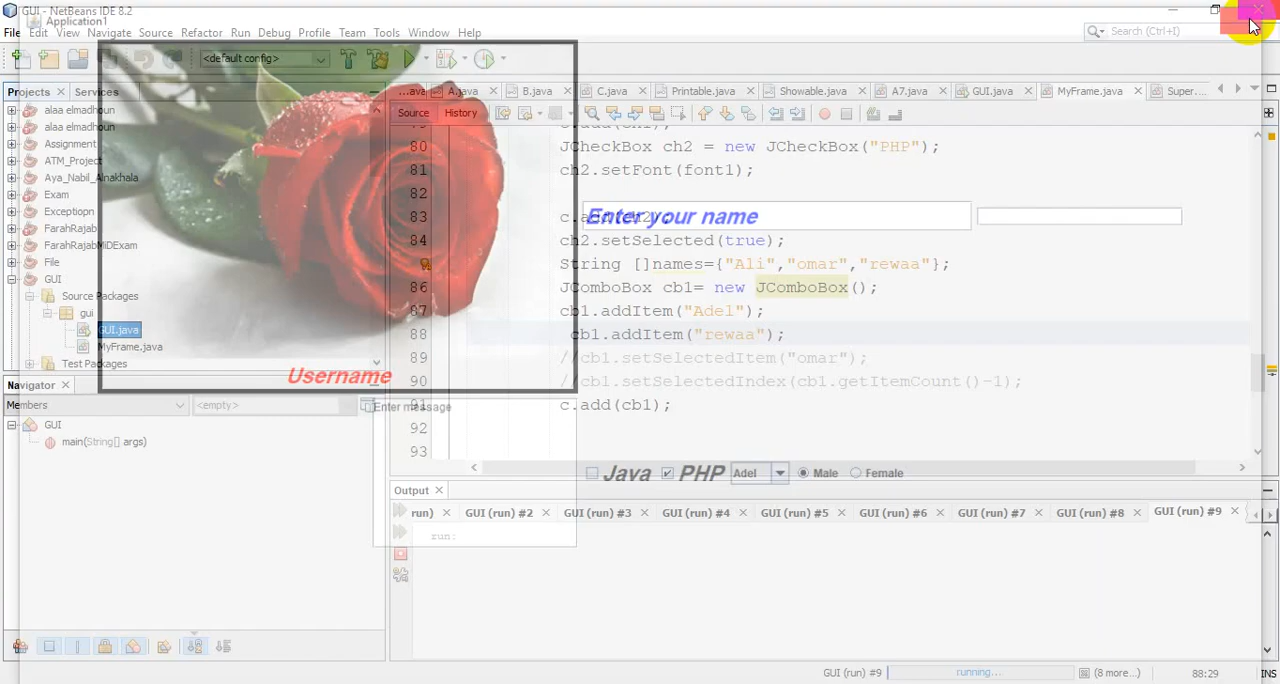 GUI - NetBeans IDE 8.2
Application1
File Edit View Navigate Source Refactor Run Debug Profile Team Tools Window Help
Search (Ctrl+I)
<default config>
Projects
Services
...ava
A.java
B.java
C.java
Printable.java
Showable.java
A7.java
GUI.java
MyFrame.java
Super...
Source
History
alaa elmadhoun
alaa elmadhoun
Assignment
ATM_Project
Aya_Nabil_Alnakhala
Exam
Exceptiopn
FarahRajab
FarahRajabMiDExam
File
GUI
Source Packages
gui
GUI.java
MyFrame.java
Test Packages
80 JCheckBox ch2 = new JCheckBox("PHP");
81 ch2.setFont(font1);
82
83
Enter your name
84 ch2.setSelected(true);
String []names={"Ali","omar","rewaa"};
86 JComboBox cb1= new JComboBox();
87 cb1.addItem("Adel");
88 cb1.addItem("rewaa");
89 //cb1.setSelectedItem("omar");
90 //cb1.setSelectedIndex(cb1.getItemCount()-1);
91 c.add(cb1);
92
93
Username
Enter message
Java PHP Adel Male Female
Navigator
Members
<empty>
GUI
main(String[] args)
Output
run)
GUI (run) #2
GUI (run) #3
GUI (run) #4
GUI (run) #5
GUI (run) #6
GUI (run) #7
GUI (run) #8
GUI (run) #9
run:
GUI (run) #9
running...
(8 more...)
88:29
INS